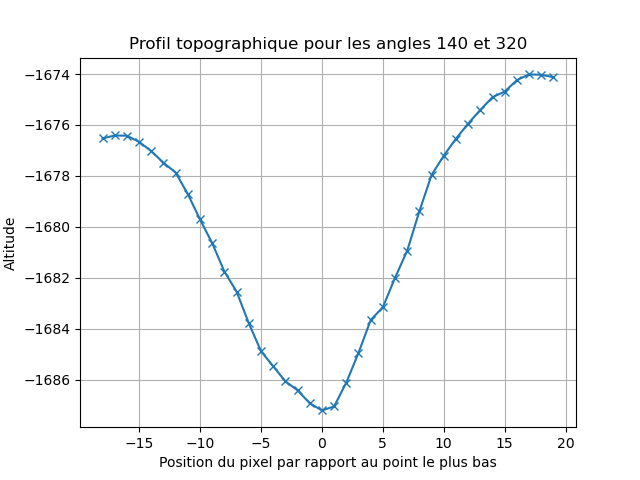 Profil topographique pour les angles 140 et 320
−1674
−1676
−1678
−1680
−1682
−1684
−1686
Altitude
−15 −10 −5 0 5 10 15 20
Position du pixel par rapport au point le plus bas